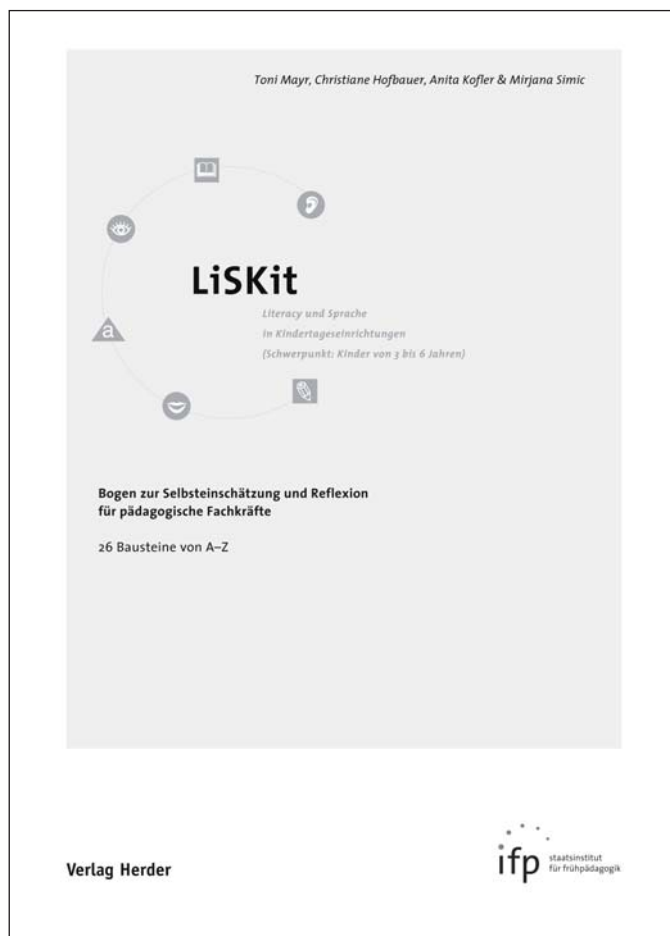 Toni Mayr, Christiane Hofbauer, Anita Kofler & Mirjana Simic
a
LiSKit
Literacy und Sprache
in Kindertageseinrichtungen
(Schwerpunkt: Kinder von 3 bis 6 Jahren)
Bogen zur Selbsteinschätzung und Reflexion
für pädagogische Fachkräfte
26 Bausteine von A–Z
Verlag Herder
ifp staatsinstitut
für frühpädagogik